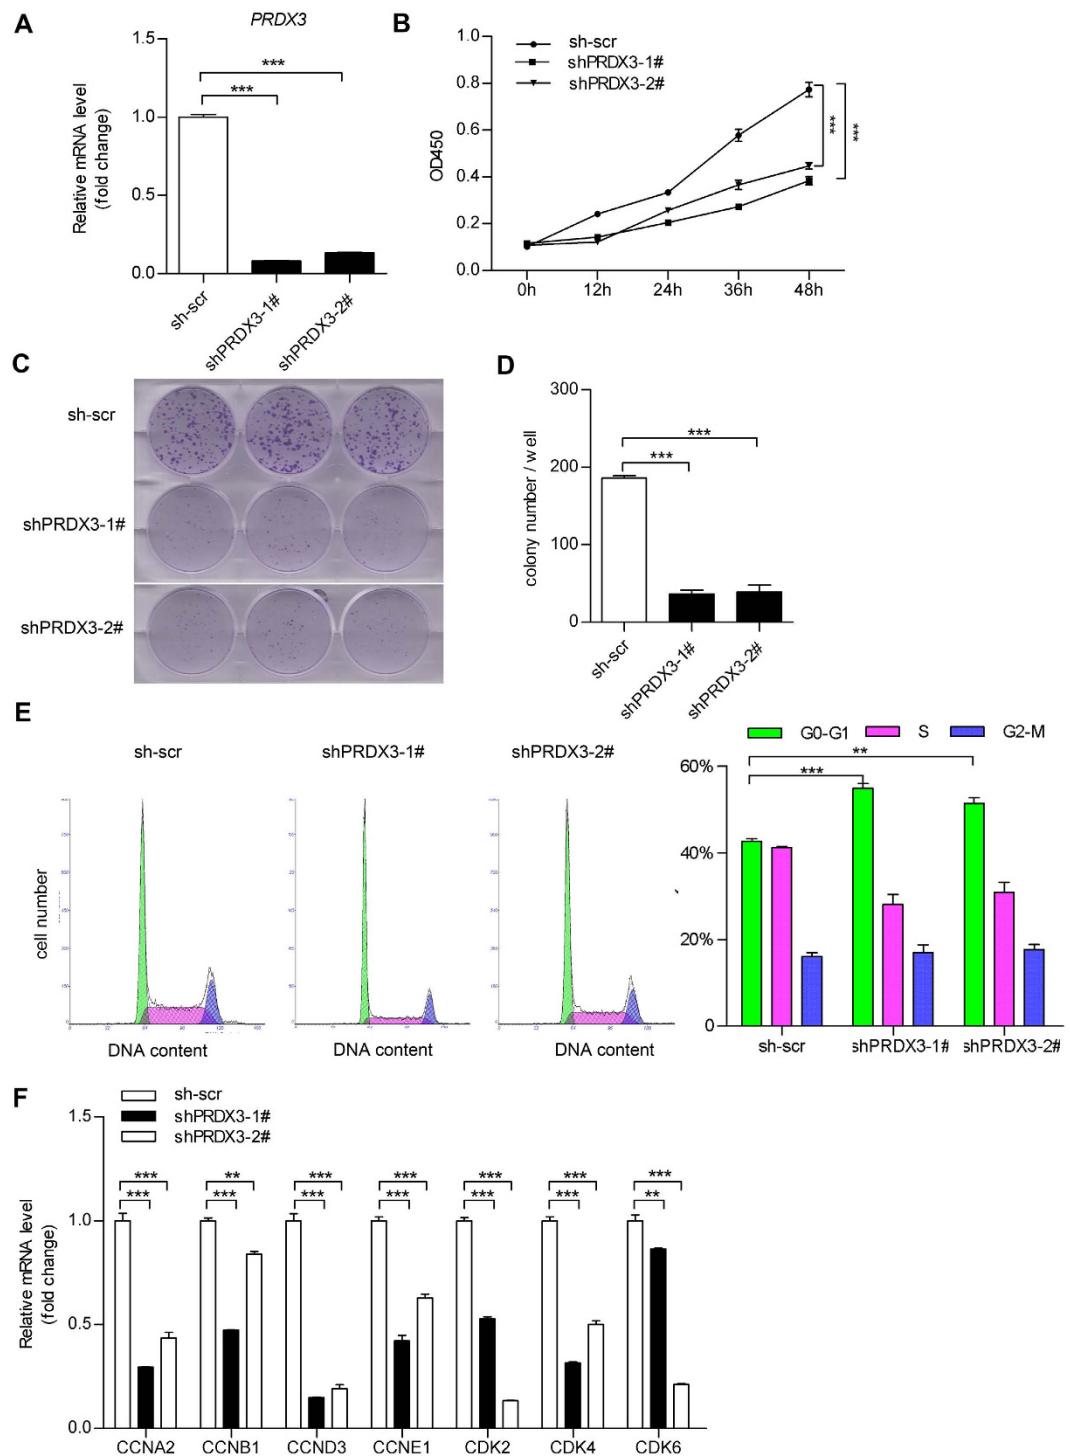 A
PRDX3
Relative mRNA level
(fold change)
1.5
1.0
0.5
0.0
***
***
sh-scr
shPRDX3-1#
shPRDX3-2#
B
sh-scr
shPRDX3-1#
shPRDX3-2#
OD450
1.0
0.8
0.6
0.4
0.2
0.0
***
***
0h 12h 24h 36h 48h
C
sh-scr
shPRDX3-1#
shPRDX3-2#
D
colony number / well
300
200
100
0
***
***
sh-scr
shPRDX3-1#
shPRDX3-2#
E
sh-scr shPRDX3-1# shPRDX3-2#
cell number
DNA content DNA content DNA content
G0-G1 S G2-M
**
***
60%
40%
20%
0
sh-scr shPRDX3-1# shPRDX3-2#
F
sh-scr
shPRDX3-1#
shPRDX3-2#
Relative mRNA level
(fold change)
1.5
1.0
0.5
0.0
*** ** *** *** *** *** ***
*** *** *** *** *** *** **
CCNA2 CCNB1 CCND3 CCNE1 CDK2 CDK4 CDK6